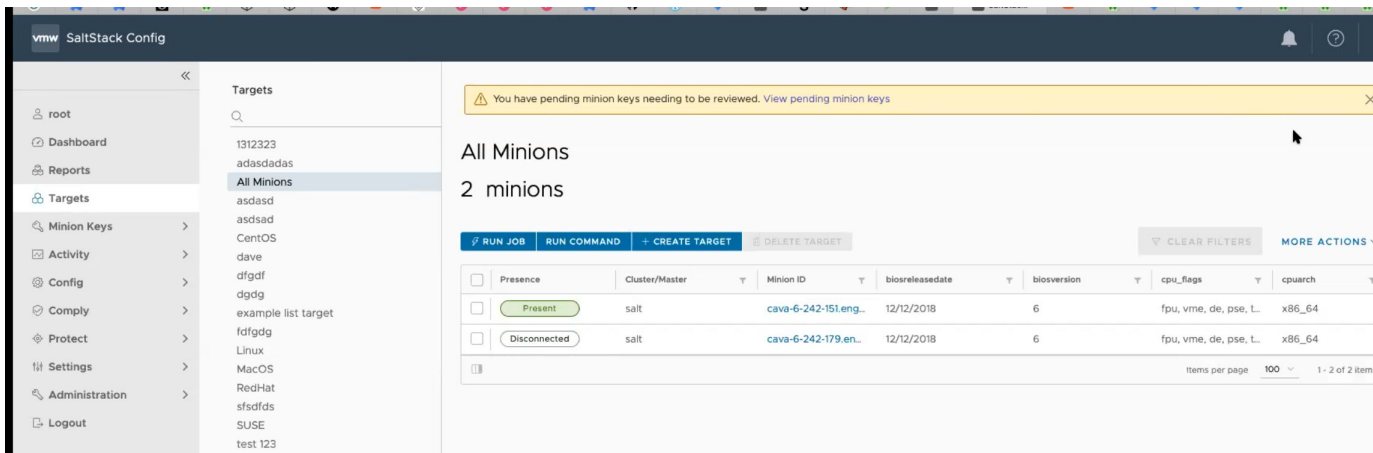 vmw SaltStack Config
root
Dashboard
Reports
Targets
Minion Keys
Activity
Config
Comply
Protect
Settings
Administration
Logout
Targets
1312323
adasdadas
All Minions
asdasd
asdsad
CentOS
dave
dfgdf
dgdg
example list target
fdfgdg
Linux
MacOS
RedHat
sfsdfds
SUSE
test 123
You have pending minion keys needing to be reviewed. View pending minion keys
All Minions
2 minions
RUN JOB RUN COMMAND + CREATE TARGET DELETE TARGET CLEAR FILTERS MORE ACTIONS
Presence Cluster/Master Minion ID biosreleasedate biosversion cpu_flags cpuarch
Present salt cava-6-242-151.eng... 12/12/2018 6 fpu, vme, de, pse, t... x86_64
Disconnected salt cava-6-242-179.en... 12/12/2018 6 fpu, vme, de, pse, t... x86_64
Items per page 100 1 - 2 of 2 item